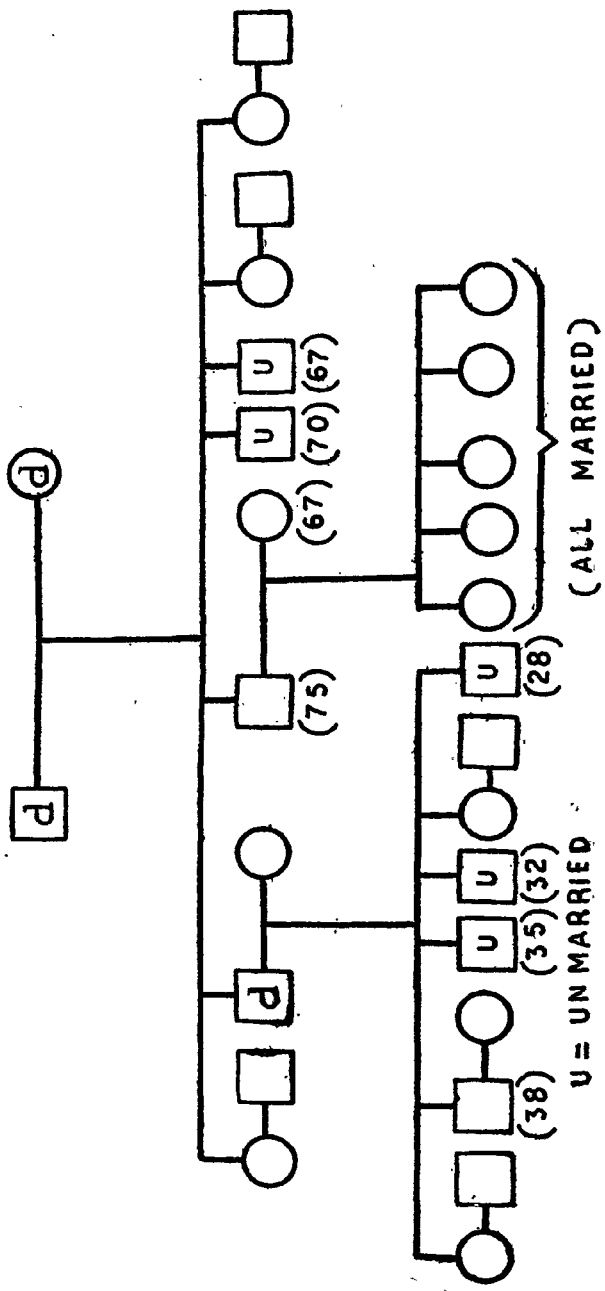 d d
d U U
(75) (67) (70) (67)
U U U
(38) (35) (32) (28)
U = UNMARRIED
(ALL MARRIED)